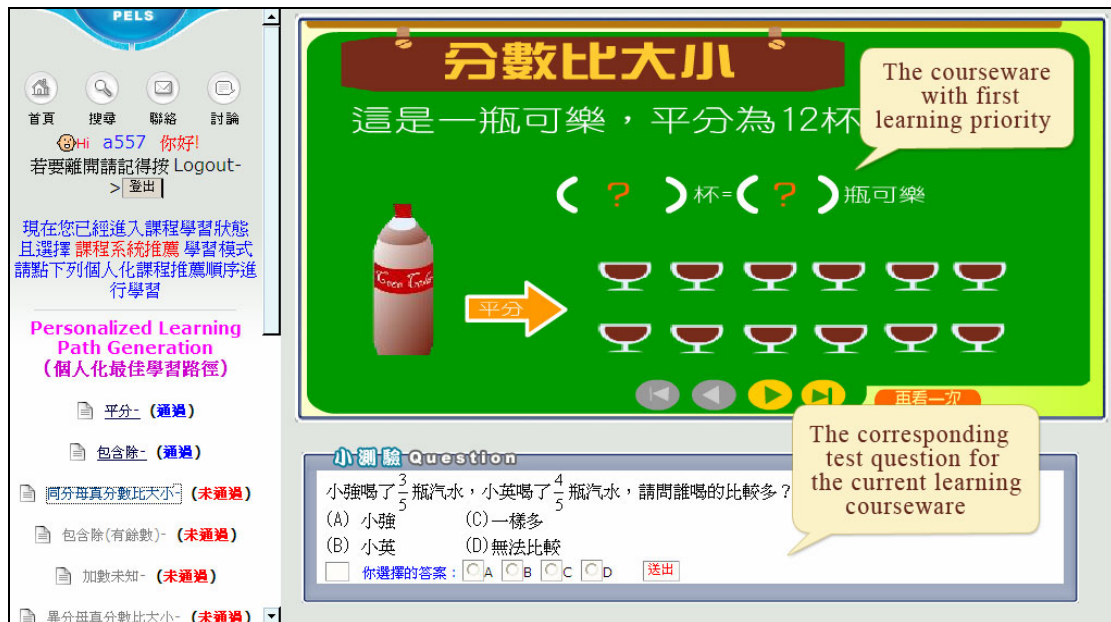 PELS
首頁 搜尋 聯絡 討論
Hi a557 你好!
若要離開請記得按 Logout-
> 登出
現在您已經進入課程學習狀態
且選擇 課程系統推薦 學習模式
請點下列個人化課程推薦順序進
行學習
Personalized Learning
Path Generation
(個人化最佳學習路徑)
平分- (通過)
包含除- (通過)
同分母真分數比大小- (未通過)
包含除(有餘數)- (未通過)
加數未知- (未通過)
異分母真分數比大小- (未通過)
分數比大小
這是一瓶可樂，平分為12杯
The courseware
with first
learning priority
( ? )杯=( ? )瓶可樂
平分
再看一次
The corresponding
test question for
the current learning
courseware
小測驗 Question
小強喝了3/5瓶汽水，小英喝了4/5瓶汽水，請問誰喝的比較多？
(A) 小強 (C)一樣多
(B) 小英 (D)無法比較
你選擇的答案： A B C D 送出